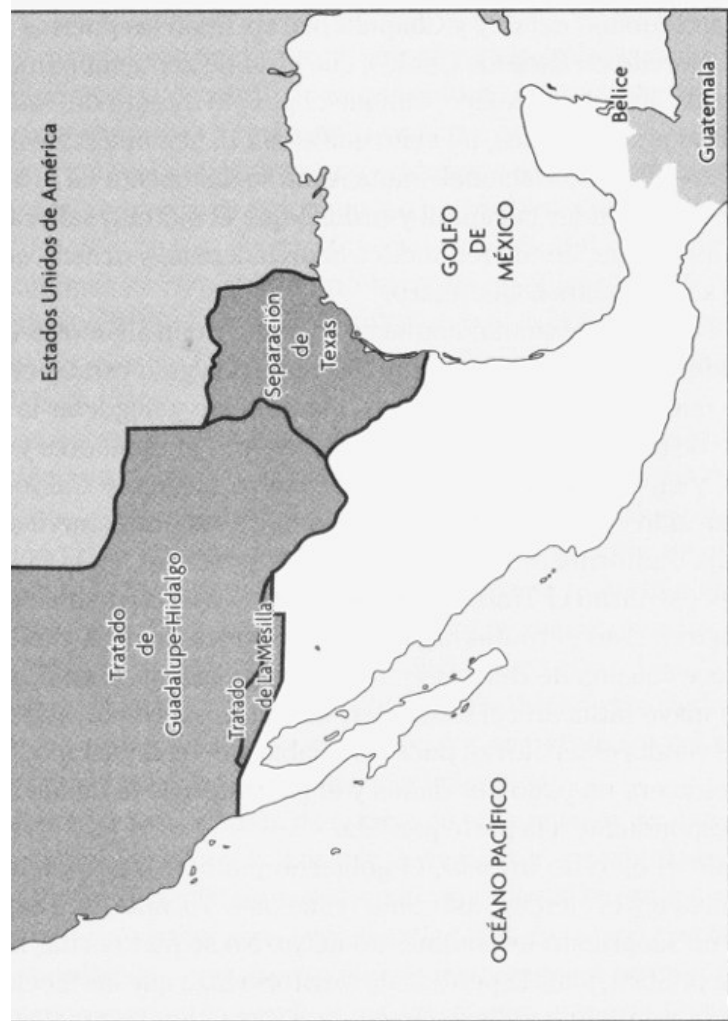 Estados Unidos de América
Tratado
de
Guadalupe-Hidalgo
Separación
de
Texas
Tratado
de La Mesilla
GOLFO
DE
MÉXICO
Belice
Guatemala
OCÉANO PACÍFICO